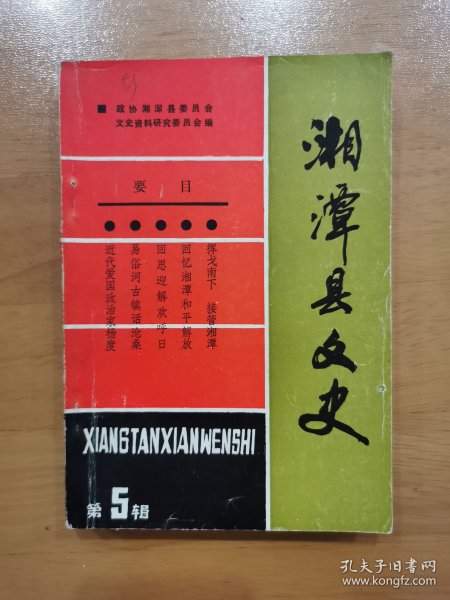 政协湘潭县委员会
文史资料研究委员会编
湘潭县文史
要目
挥戈南下 接管湘潭
回忆湘潭和平解放
回思迎解欢呼日
易俗河古镇话沧桑
近代爱国政治家杨度
XIANGTANXIANWENSHI
第5辑
孔夫子旧书网
www.kongfz.com